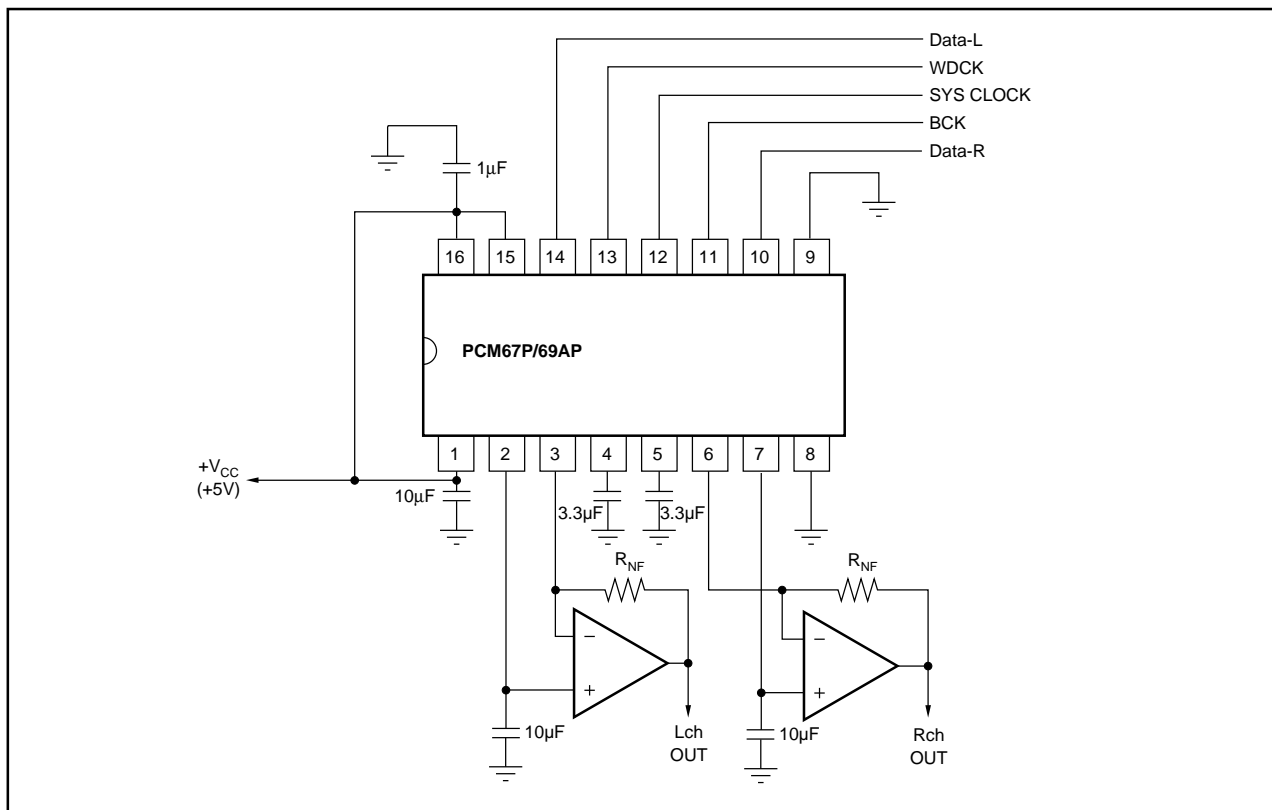 Data-L
WDCK
SYS CLOCK
BCK
Data-R
1µF
16 15 14 13 12 11 10 9
PCM67P/69AP
1 2 3 4 5 6 7 8
+VCC
(+5V)
10µF
3.3µF 3.3µF
RNF RNF
− −
+ +
10µF 10µF
Lch
OUT
Rch
OUT